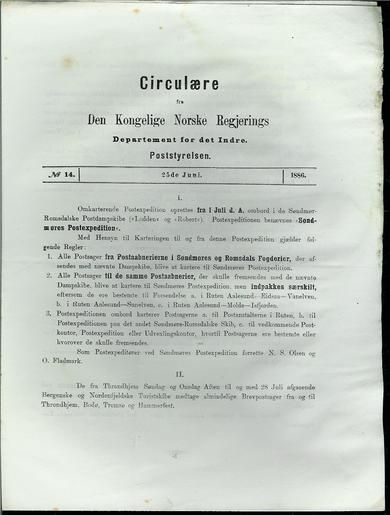 Circulære
fra
Den Kongelige Norske Regjerings
Departement for det Indre.
Poststyrelsen.
№ 14. 25de Juni. 1886.
I.
Omkarterende Postexpedition oprettes fra 1 Juli d. A. ombord i de Søndmør-
Romsdalske Postdampskibe («Lodden» og «Robert»). Postexpeditionen benævnes «Sond-
møres Postexpedition».
Med Hensyn til Karteringen til og fra denne Postexpedition gjælder føl-
gende Regler:
1. Alle Postsager fra Postaabnerierne i Søndmøres og Romsdals Fogderier, der af-
sendes med nævnte Dampskibe, blive at kartere til Søndmøres Postexpedition.
2. Alle Postsager til de samme Postaabnerier, der skulle fremsendes med de nævnte
Dampskibe, blive at kartere til Søndmøres Postexpedition, men indpakkes særskilt,
eftersom de ere bestemte til Forsendelse a. i Ruten Aalesund—Eidsaa—Vanelven,
b. i Ruten Aalesund—Søvelven, c. i Ruten Aalesund—Molde—Isfjorden.
3. Postexpeditionen ombord karterer Postsagerne a. til Postanstalterne i Ruten, b. til
Postexpeditionen paa det andet Søndmøre-Romsdalske Skib, c. til vedkommende Post-
kontor, Postexpedition eller Udvexlingskontor, hvortil Postsagerne ere bestemte eller
hvorover de skulle fremsendes.
Som Postexpeditører ved Søndmøres Postexpedition forrette N. S. Olsen og
O. Fladmark.
II.
De fra Throndhjem Søndag og Onsdag Aften til og med 28 Juli afgaaende
Bergenske og Nordenfjeldske Turistskibe medtage almindelige Brevpostsager fra og til
Throndhjem, Bodø, Tromsø og Hammerfest.